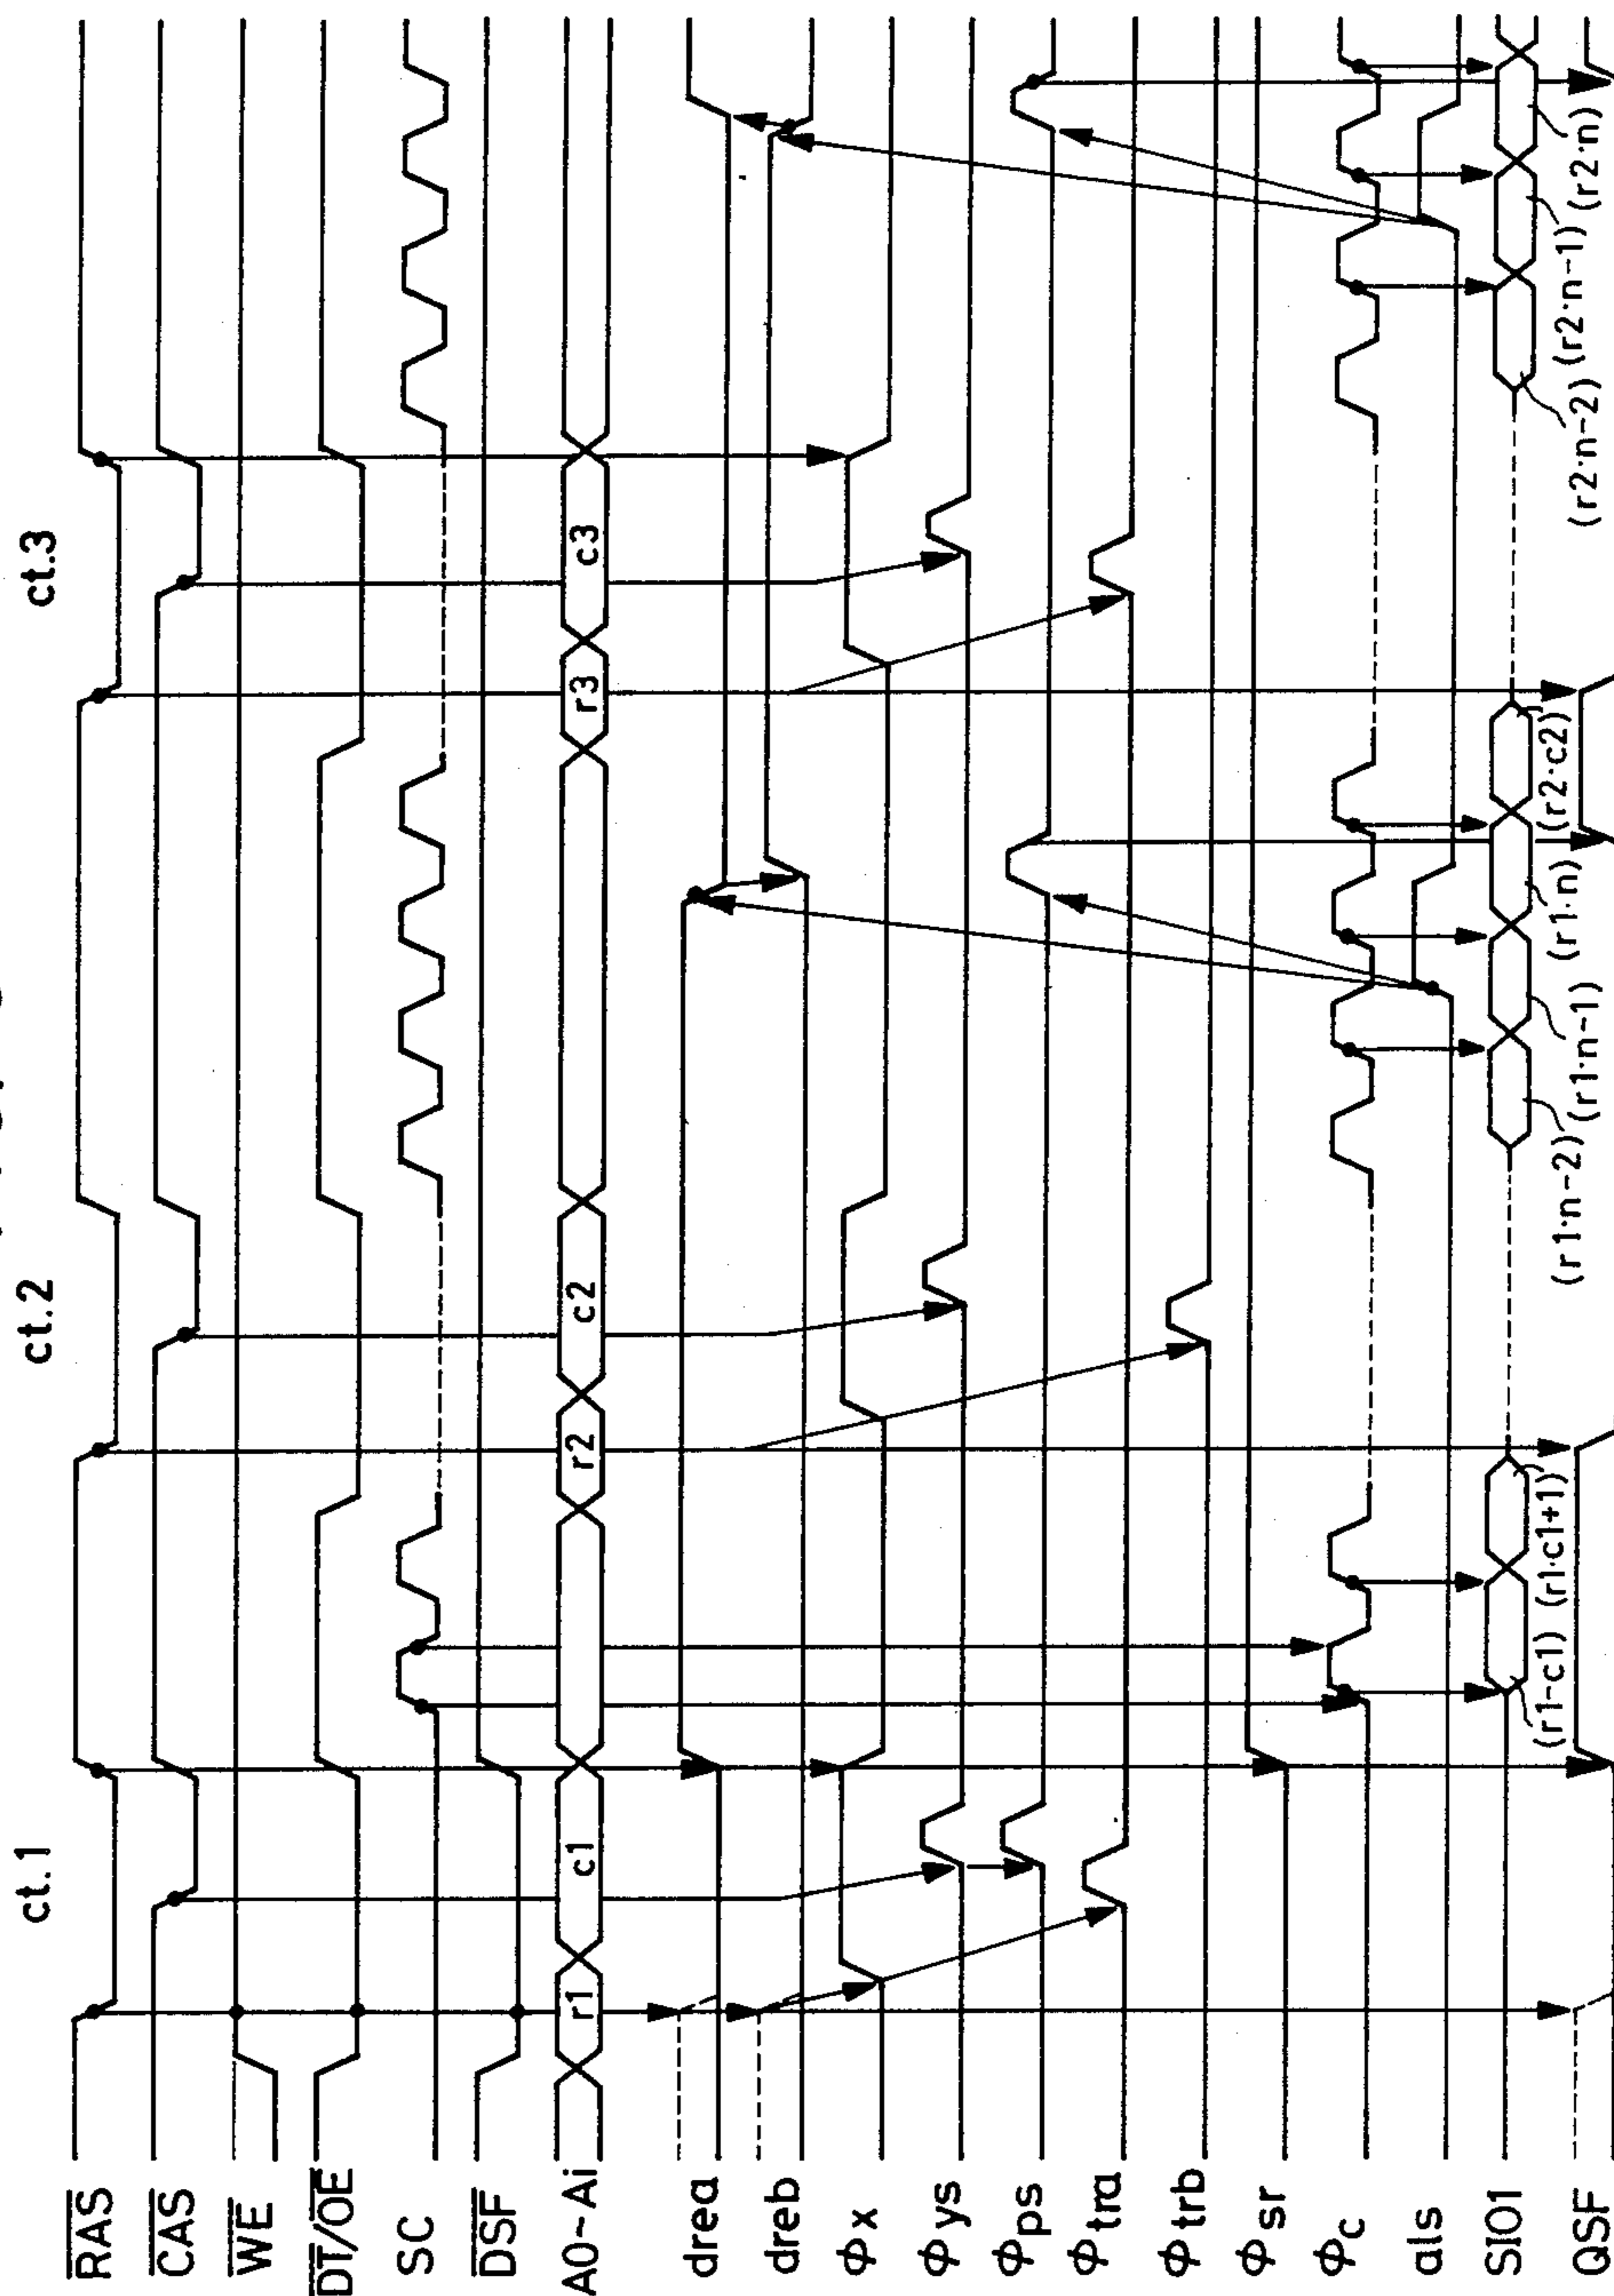 ct.1 ct.2 ct.3
RAS
CAS
WE
DT/OE
SC
DSF
A0~Ai r1 c1 r2 c2 r3 c3
drea
dreb
ϕx
ϕys
ϕps
ϕtra
ϕtrb
ϕsr
ϕc
als
SIO1
(r1-c1) (r1·c1+1) (r1·n-2) (r1·n-1) (r1·n) (r2·c2) (r2·n-2) (r2·n-1) (r2·n)
QSF